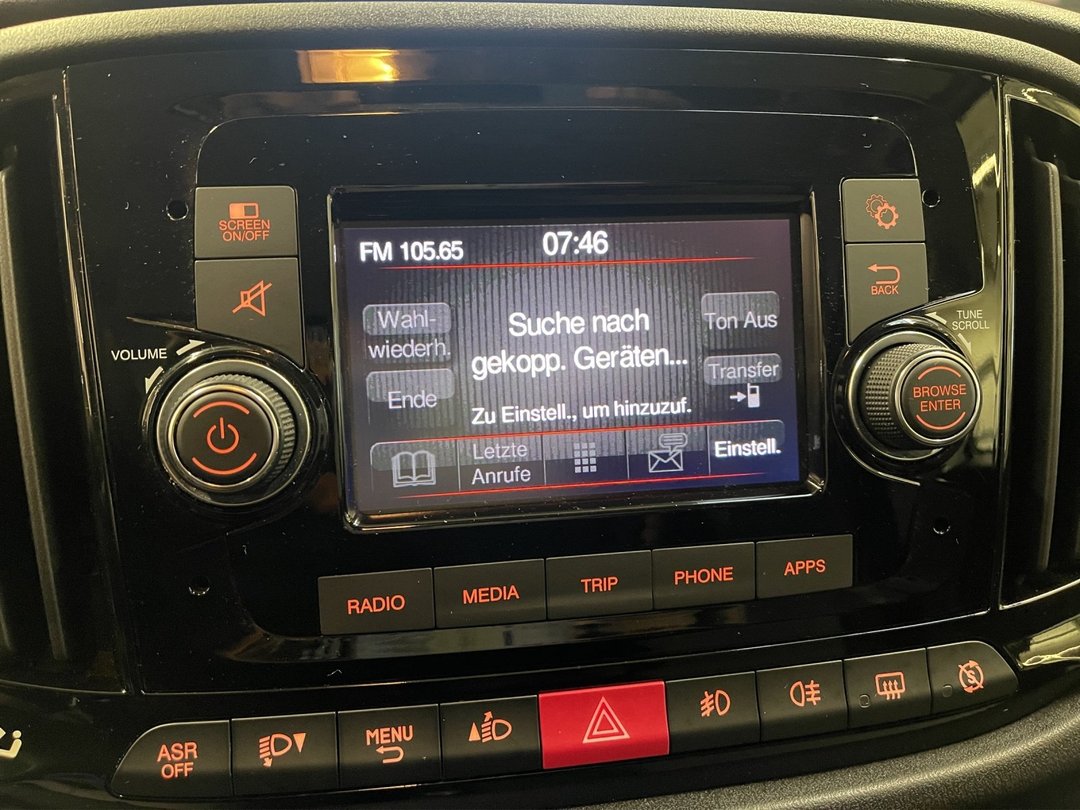 SCREEN
ON/OFF
FM 105.65
07:46
BACK
VOLUME
TUNE
SCROLL
Wahl-
wiederh.
Suche nach
gekopp. Geräten...
Ton Aus
Ende
Transfer
BROWSE
ENTER
Zu Einstell., um hinzuzuf.
Letzte
Anrufe
Einstell.
RADIO
MEDIA
TRIP
PHONE
APPS
ASR
OFF
MENU